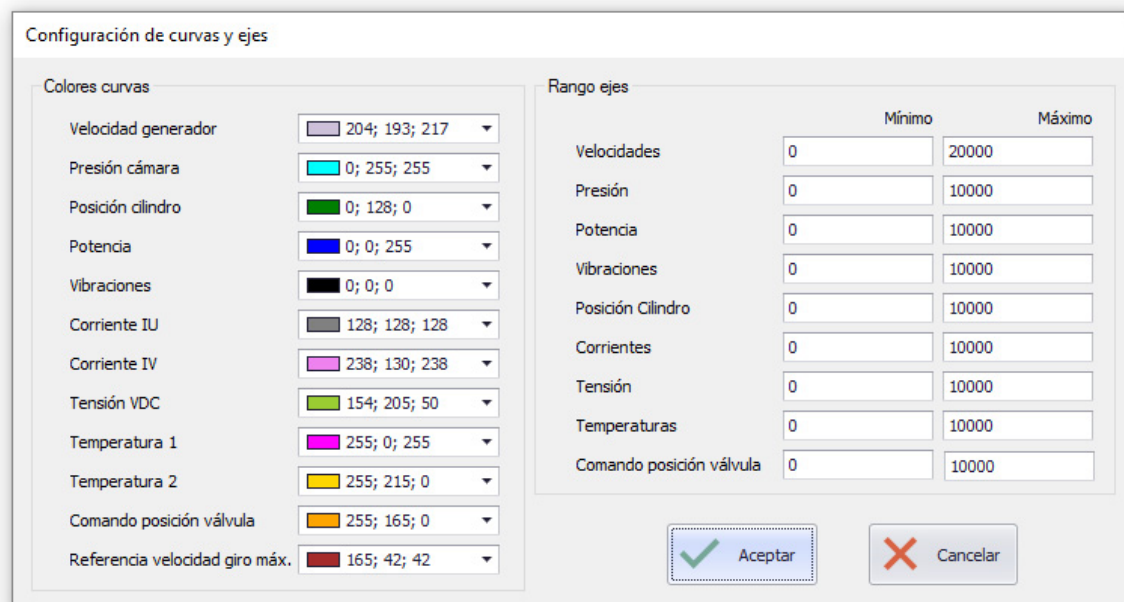 Configuración de curvas y ejes
Colores curvas
Velocidad generador 204; 193; 217
Presión cámara 0; 255; 255
Posición cilindro 0; 128; 0
Potencia 0; 0; 255
Vibraciones 0; 0; 0
Corriente IU 128; 128; 128
Corriente IV 238; 130; 238
Tensión VDC 154; 205; 50
Temperatura 1 255; 0; 255
Temperatura 2 255; 215; 0
Comando posición válvula 255; 165; 0
Referencia velocidad giro máx. 165; 42; 42
Rango ejes
Mínimo Máximo
Velocidades 0 20000
Presión 0 10000
Potencia 0 10000
Vibraciones 0 10000
Posición Cilindro 0 10000
Corrientes 0 10000
Tensión 0 10000
Temperaturas 0 10000
Comando posición válvula 0 10000
Aceptar Cancelar